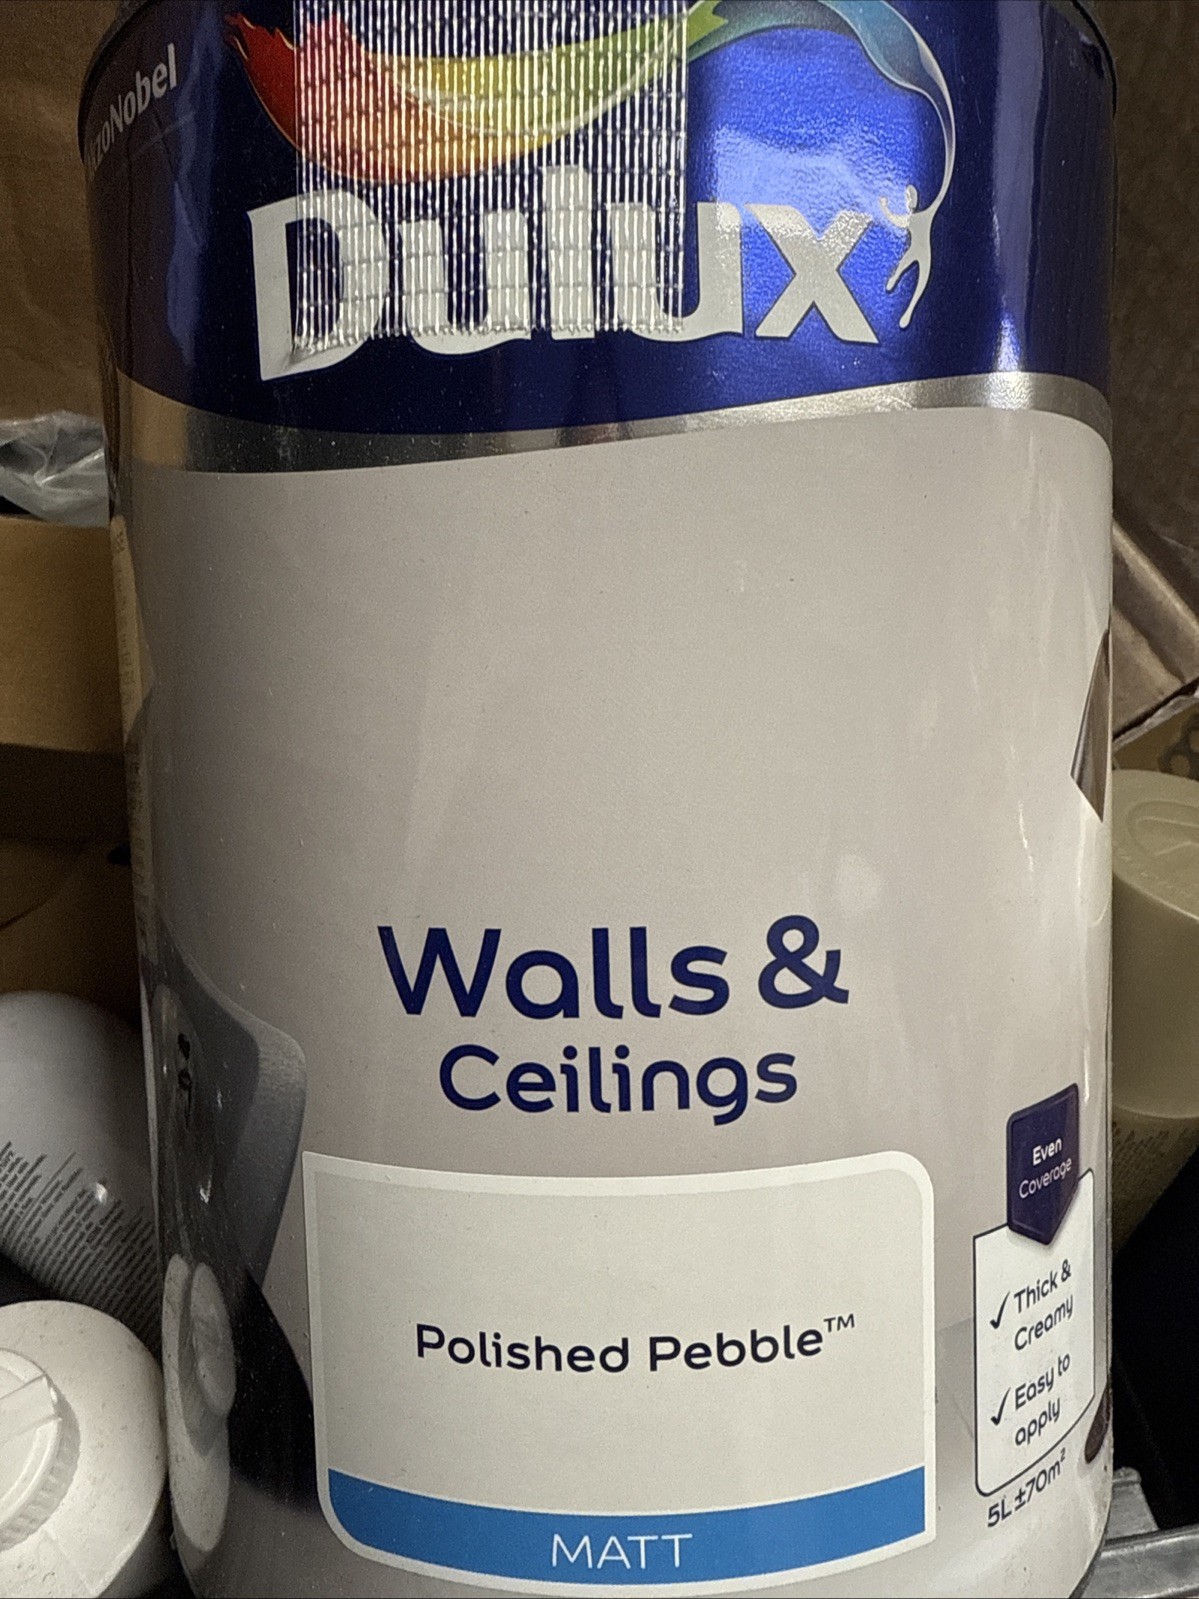 AkzoNobel
Dulux
Walls &
Ceilings
Even
Coverage
✓ Thick &
Creamy
✓ Easy to
apply
5L ±70m²
Polished Pebble™
MATT